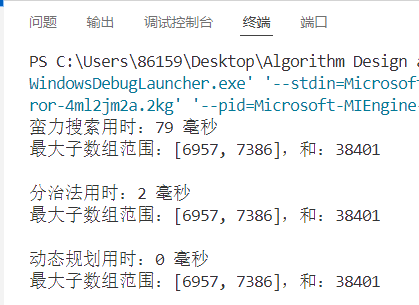 问题 输出 调试控制台 终端 端口
PS C:\Users\86159\Desktop\Algorithm Design a
WindowsDebugLauncher.exe' '--stdin=Microsoft
ror-4ml2jm2a.2kg' '--pid=Microsoft-MIEngine-
蛮力搜索用时：79 毫秒
最大子数组范围：[6957, 7386]，和：38401
分治法用时：2 毫秒
最大子数组范围：[6957, 7386]，和：38401
动态规划用时：0 毫秒
最大子数组范围：[6957, 7386]，和：38401